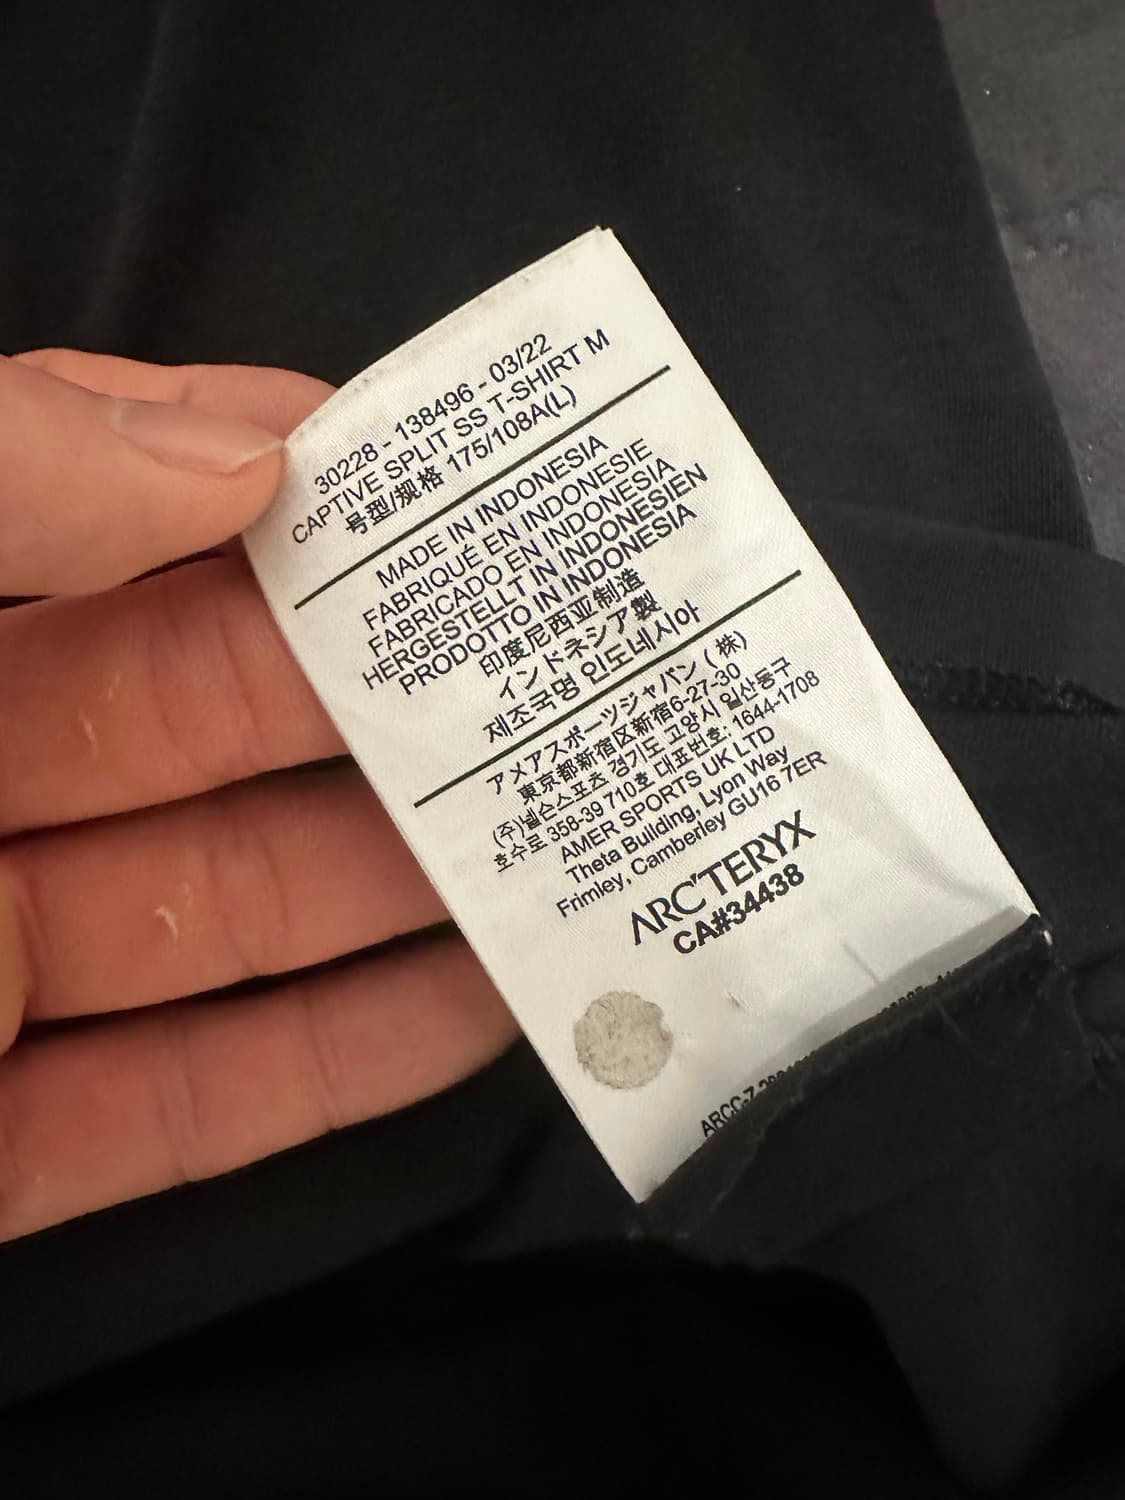 30228 - 138496 - 03/22
CAPTIVE SPLIT SS T-SHIRT M
号型/规格 175/108A(L)
MADE IN INDONESIA
FABRIQUÉ EN INDONESIE
FABRICADO EN INDONESIA
HERGESTELLT IN INDONESIEN
PRODOTTO IN INDONESIA
印度尼西亚制造
インドネシア製
제조국명 인도네시아
アメアスポーツジャパン (株)
東京都新宿区新宿6-27-30
(주)넬슨스포츠 경기도 고양시 일산동구
호수로 358-39 710호 대표번호: 1644-1708
AMER SPORTS UK LTD
Theta Building, Lyon Way
Frimley, Camberley GU16 7ER
ARC'TERYX
CA#34438
ARCC-Z